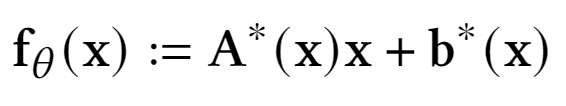 f_θ(x) := A*(x)x + b*(x)